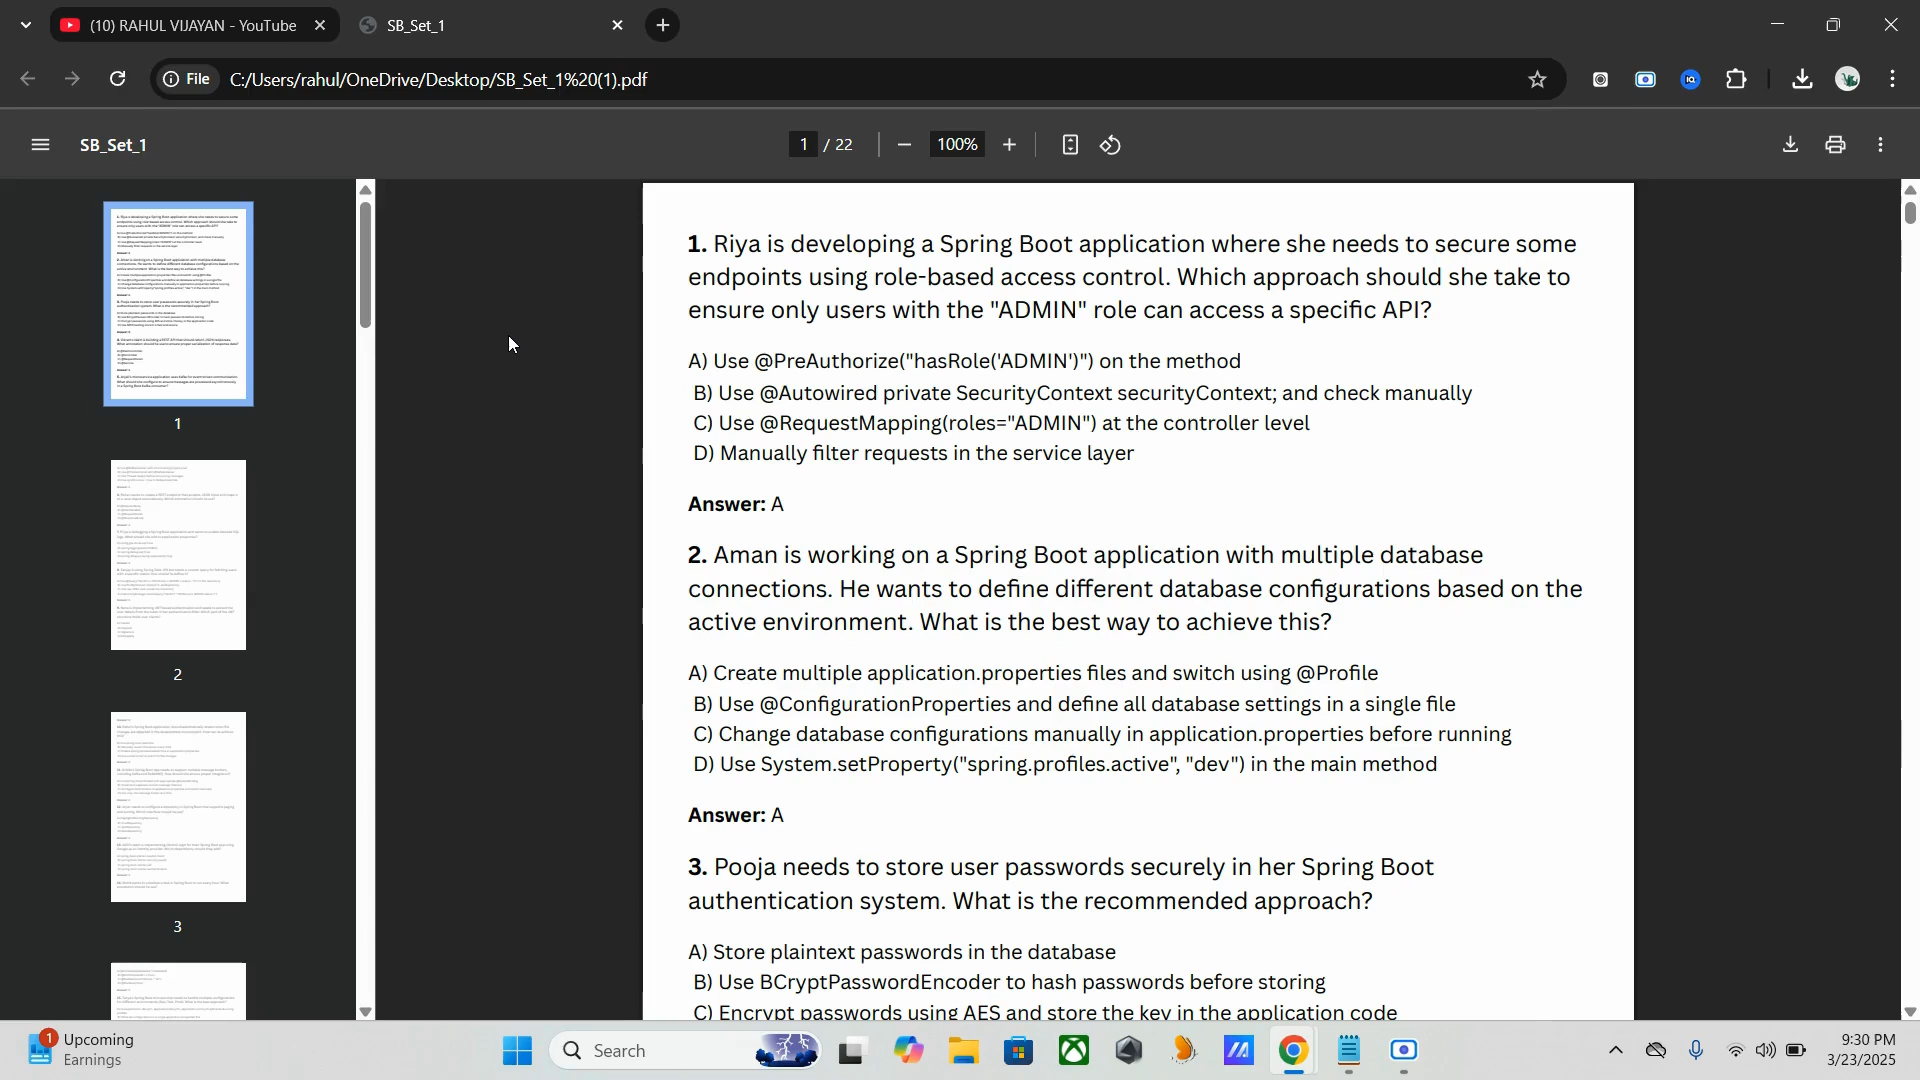 (10) RAHUL VIJAYAN - YouTube
SB_Set_1
File
C:/Users/rahul/OneDrive/Desktop/SB_Set_1%20(1).pdf
SB_Set_1
1 / 22
100%
1. Riya is developing a Spring Boot application where she needs to secure some
endpoints using role-based access control. Which approach should she take to
ensure only users with the "ADMIN" role can access a specific API?
A) Use @PreAuthorize("hasRole('ADMIN')") on the method
B) Use @Autowired private SecurityContext securityContext; and check manually
C) Use @RequestMapping(roles="ADMIN") at the controller level
D) Manually filter requests in the service layer
Answer: A
2. Aman is working on a Spring Boot application with multiple database
connections. He wants to define different database configurations based on the
active environment. What is the best way to achieve this?
A) Create multiple application.properties files and switch using @Profile
B) Use @ConfigurationProperties and define all database settings in a single file
C) Change database configurations manually in application.properties before running
D) Use System.setProperty("spring.profiles.active", "dev") in the main method
Answer: A
3. Pooja needs to store user passwords securely in her Spring Boot
authentication system. What is the recommended approach?
A) Store plaintext passwords in the database
B) Use BCryptPasswordEncoder to hash passwords before storing
C) Encrypt passwords using AES and store the key in the application code
1
2
3
1
Upcoming
Earnings
Search
9:30 PM
3/23/2025